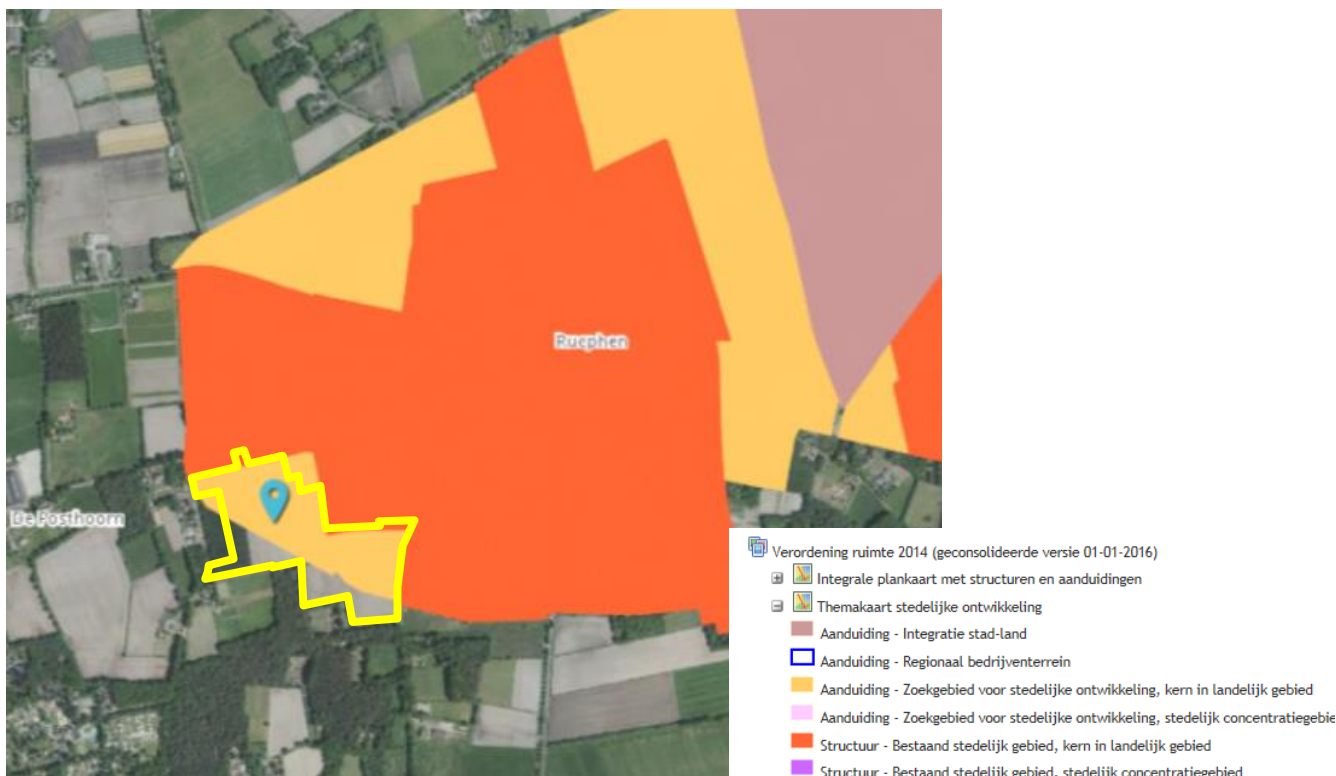 Rucphen
De Posthoorn
Verordening ruimte 2014 (geconsolideerde versie 01-01-2016)
Integrale plankaart met structuren en aanduidingen
Themakaart stedelijke ontwikkeling
Aanduiding - Integratie stad-land
Aanduiding - Regionaal bedrijventerrein
Aanduiding - Zoekgebied voor stedelijke ontwikkeling, kern in landelijk gebied
Aanduiding - Zoekgebied voor stedelijke ontwikkeling, stedelijk concentratiegebie
Structuur - Bestaand stedelijk gebied, kern in landelijk gebied
Structuur - Bestaand stedelijk gebied, stedelijk concentratiegebied